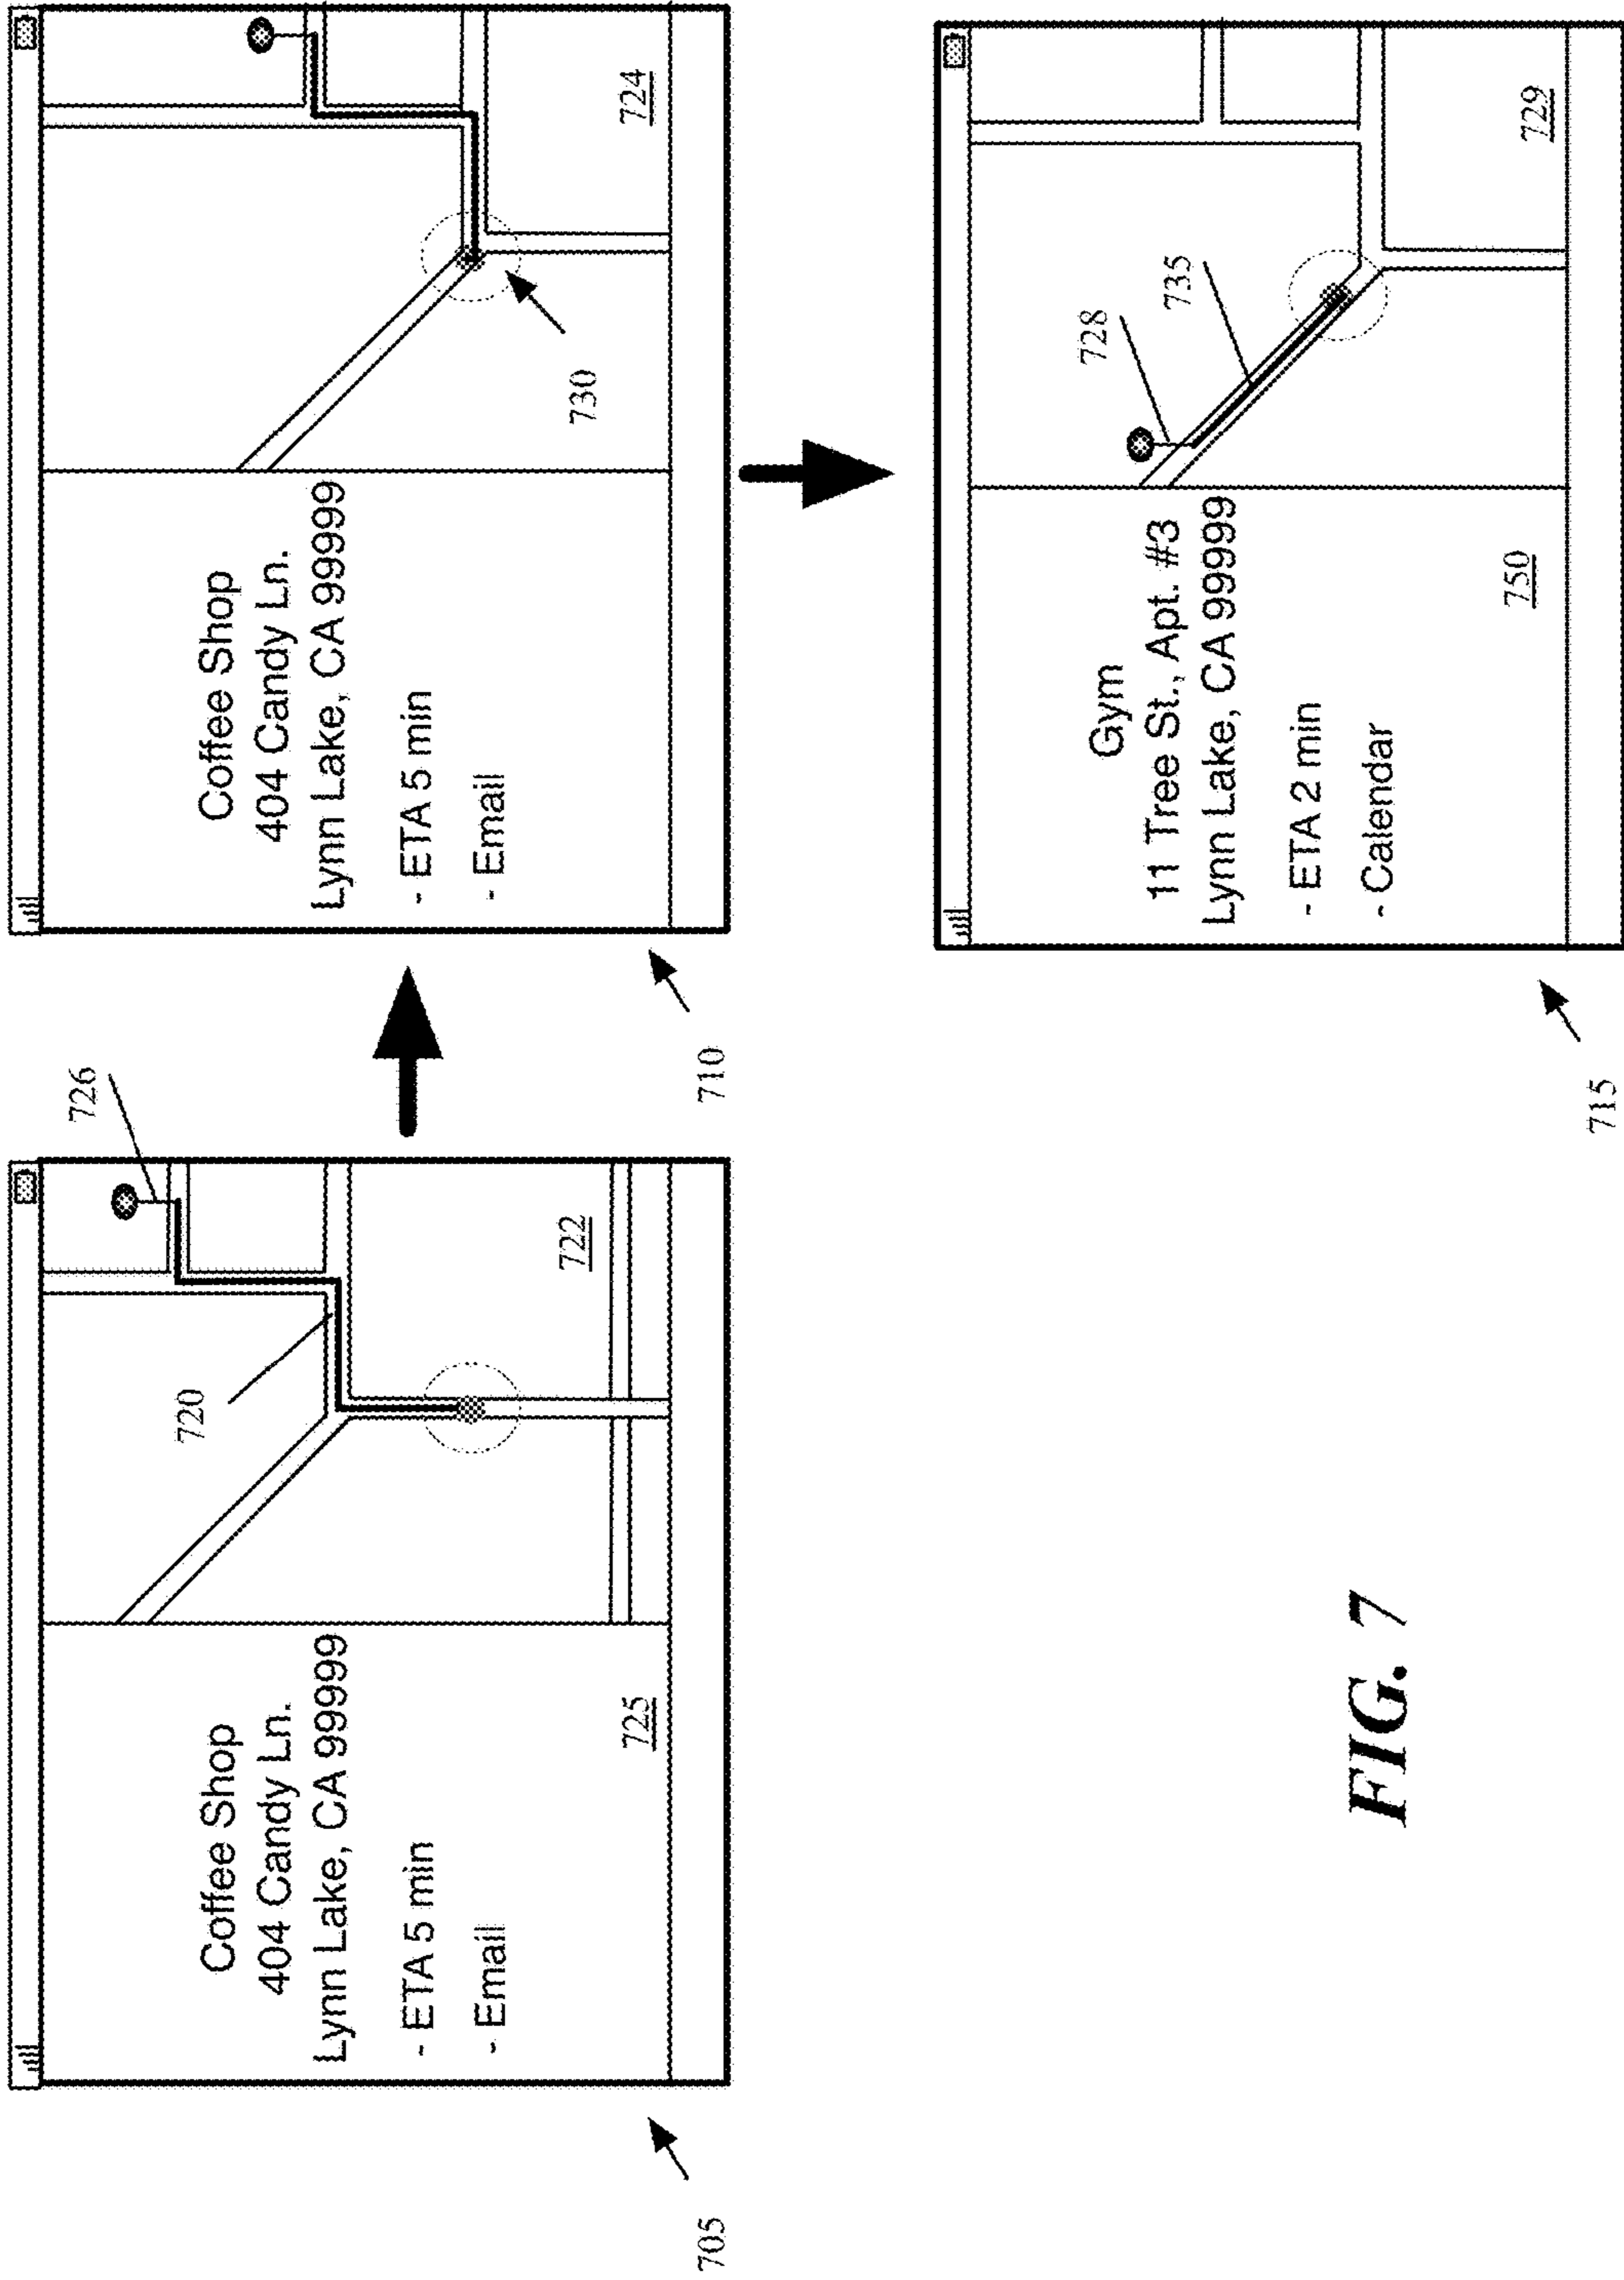 726
720
Coffee Shop
404 Candy Ln.
Lynn Lake, CA 99999
- ETA 5 min
- Email
725
722
705
Coffee Shop
404 Candy Ln.
Lynn Lake, CA 99999
- ETA 5 min
- Email
724
730
710
728
735
Gym
11 Tree St., Apt. #3
Lynn Lake, CA 99999
- ETA 2 min
- Calendar
750
729
715
FIG. 7